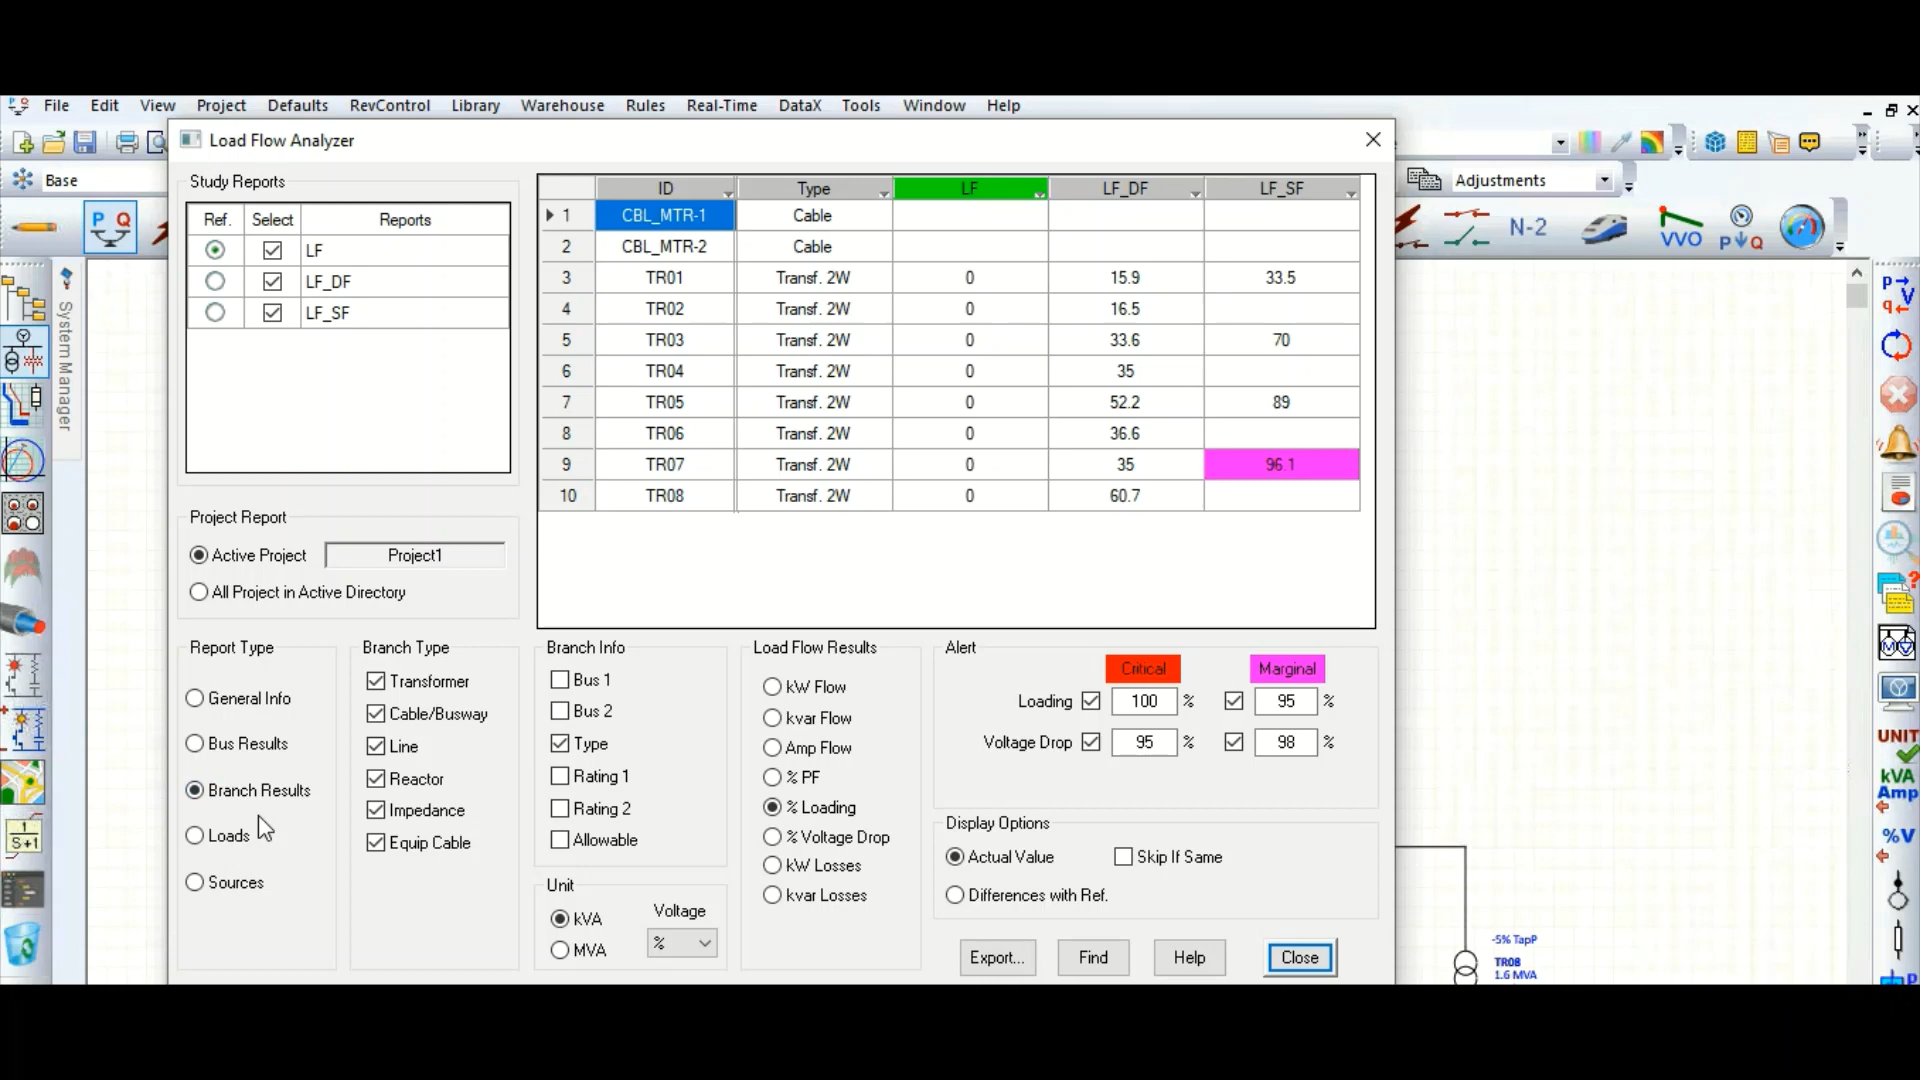 File Edit View Project Defaults RevControl Library Warehouse Rules Real-Time DataX Tools Window Help
Load Flow Analyzer
Base
Adjustments
P Q
N-2
VVO
P Q
System Manager
Study Reports
Ref. Select Reports
LF
LF_DF
LF_SF
ID Type LF LF_DF LF_SF
1 CBL_MTR-1 Cable
2 CBL_MTR-2 Cable
3 TR01 Transf. 2W 0 15.9 33.5
4 TR02 Transf. 2W 0 16.5
5 TR03 Transf. 2W 0 33.6 70
6 TR04 Transf. 2W 0 35
7 TR05 Transf. 2W 0 52.2 89
8 TR06 Transf. 2W 0 36.6
9 TR07 Transf. 2W 0 35 96.1
10 TR08 Transf. 2W 0 60.7
Project Report
Active Project Project1
All Project in Active Directory
Report Type
General Info
Bus Results
Branch Results
Loads
Sources
Branch Type
Transformer
Cable/Busway
Line
Reactor
Impedance
Equip Cable
Branch Info
Bus 1
Bus 2
Type
Rating 1
Rating 2
Allowable
Unit
kVA
MVA
Voltage
%
Load Flow Results
kW Flow
kvar Flow
Amp Flow
% PF
% Loading
% Voltage Drop
kW Losses
kvar Losses
Alert
Critical Marginal
Loading 100 % 95 %
Voltage Drop 95 % 98 %
Display Options
Actual Value Skip If Same
Differences with Ref.
Export... Find Help Close
-5% TapP
TR08
1.6 MVA
P V
q
UNIT
kVA
Amp
%V
1
S+1
P